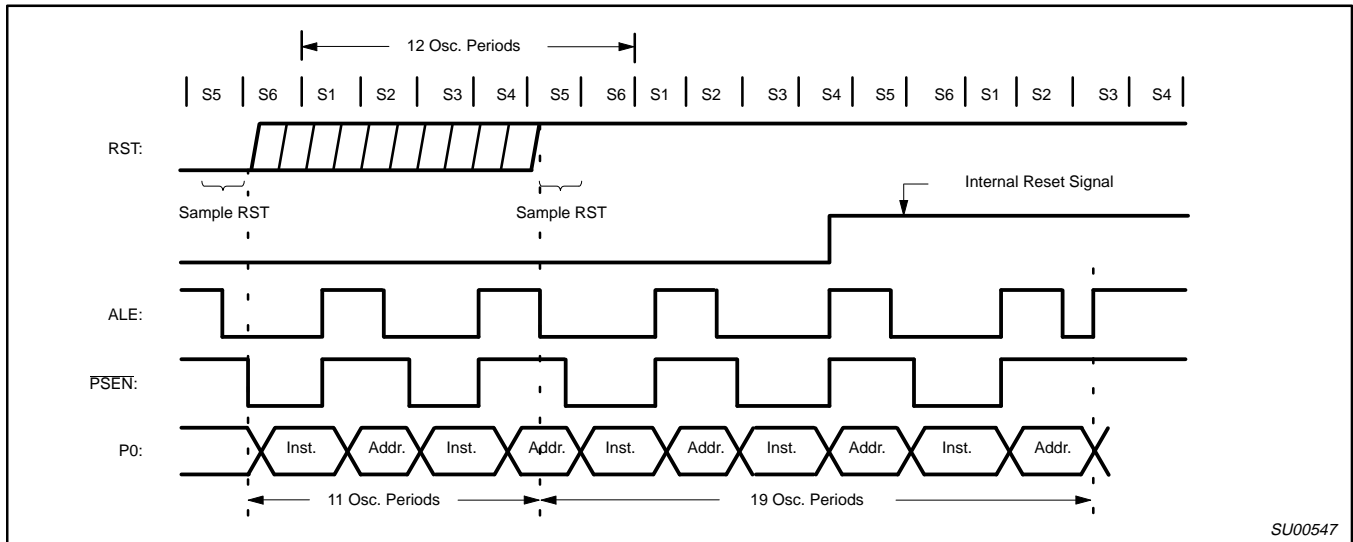 12 Osc. Periods
S5 S6 S1 S2 S3 S4 S5 S6 S1 S2 S3 S4 S5 S6 S1 S2 S3 S4
RST:
Internal Reset Signal
Sample RST Sample RST
ALE:
PSEN:
P0: Inst. Addr. Inst. Addr. Inst. Addr. Inst. Addr. Inst. Addr.
11 Osc. Periods 19 Osc. Periods
SU00547